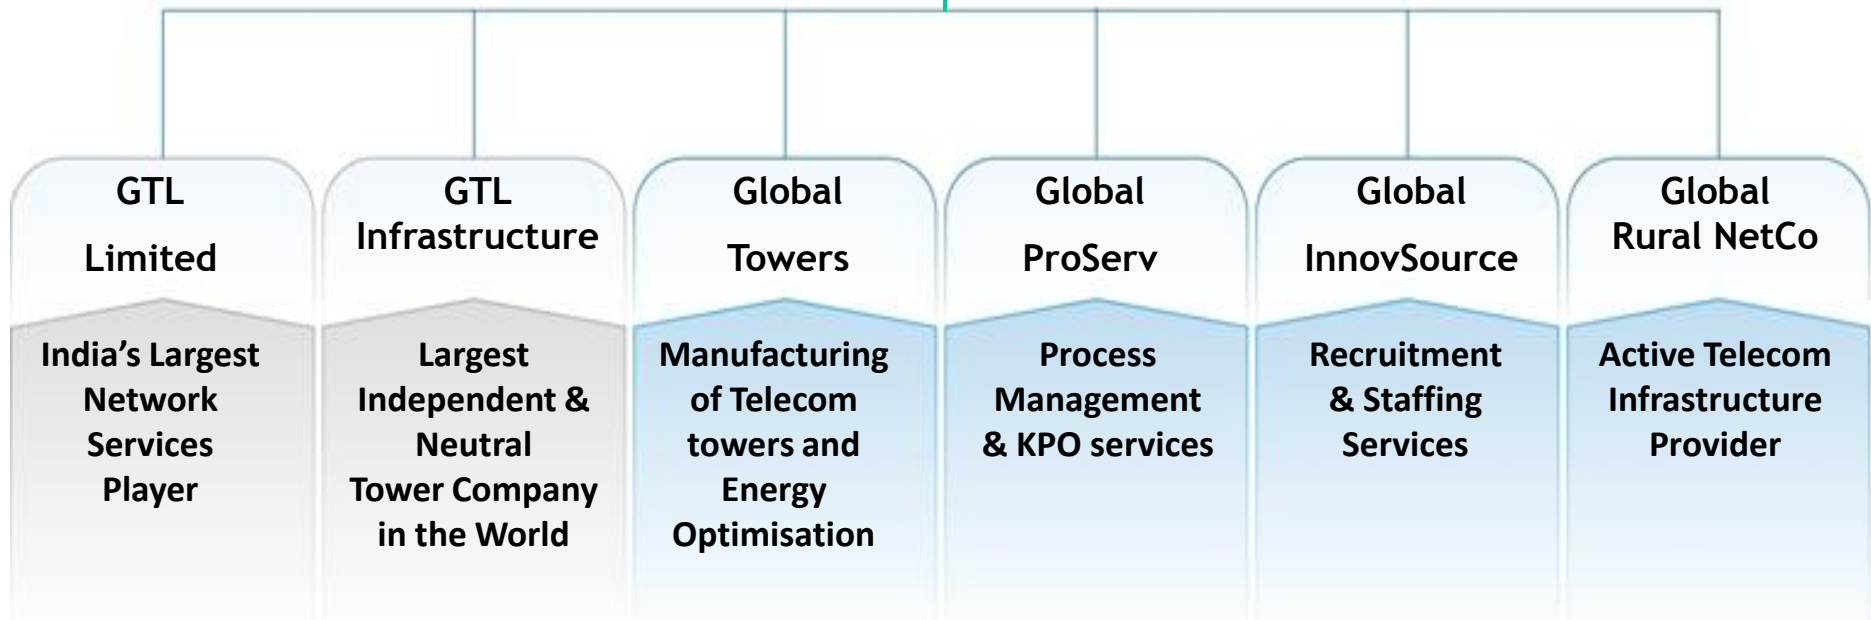 GTL
Limited
India’s Largest
Network
Services
Player
GTL
Infrastructure
Largest
Independent &
Neutral
Tower Company
in the World
Global
Towers
Manufacturing
of Telecom
towers and
Energy
Optimisation
Global
ProServ
Process
Management
& KPO services
Global
InnovSource
Recruitment
& Staffing
Services
Global
Rural NetCo
Active Telecom
Infrastructure
Provider